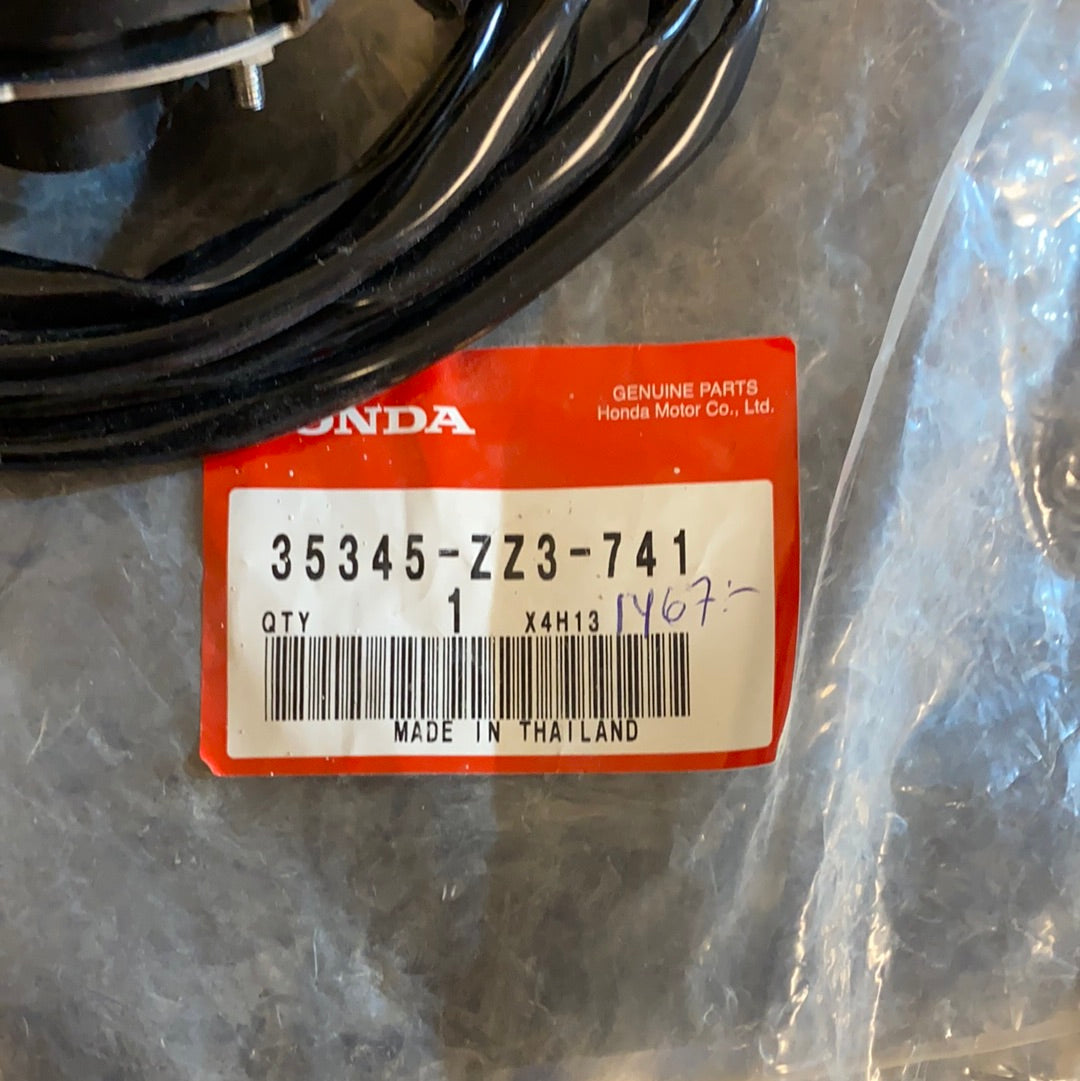 ONDA
GENUINE PARTS
Honda Motor Co., Ltd.
35345-ZZ3-741
QTY 1 X4H13 1467:-
MADE IN THAILAND